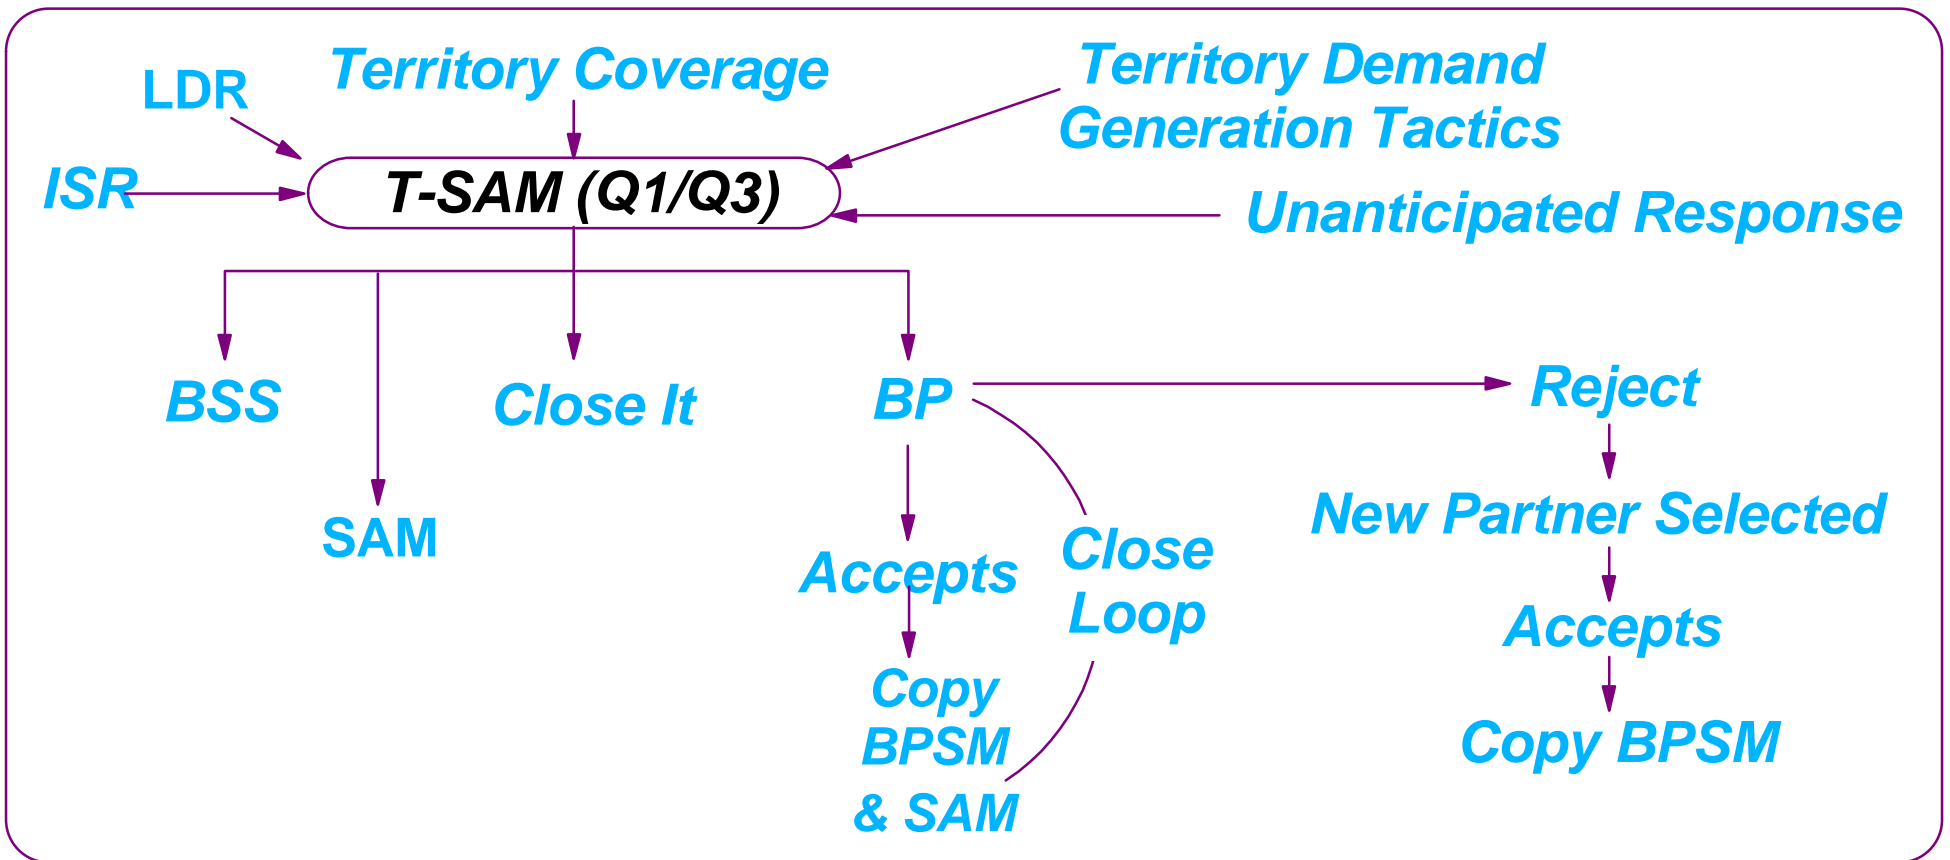 LDR
Territory Coverage
Territory Demand
Generation Tactics
ISR
T-SAM (Q1/Q3)
Unanticipated Response
BSS
SAM
Close It
BP
Reject
Accepts
Close
Loop
Copy
BPSM
& SAM
New Partner Selected
Accepts
Copy BPSM